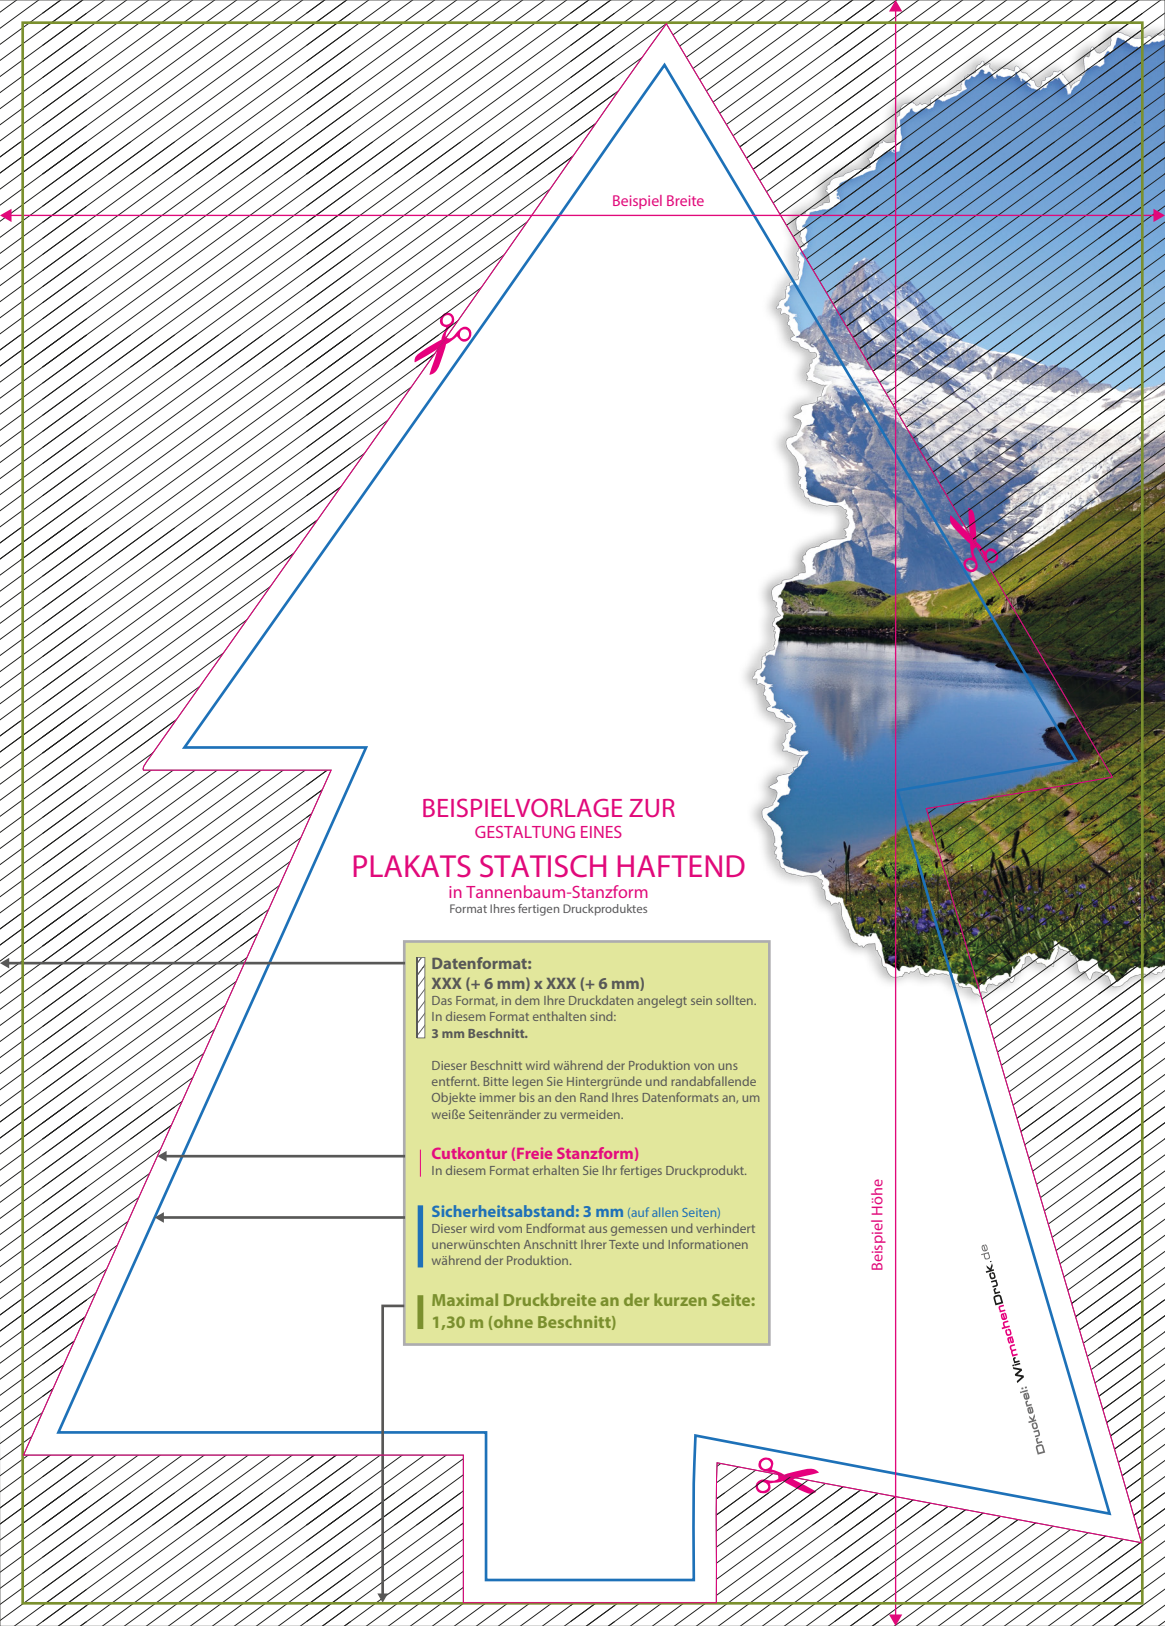 Beispiel Breite
BEISPIELVORLAGE ZUR
GESTALTUNG EINES
PLAKATS STATISCH HAFTEND
in Tannenbaum-Stanzform
Format Ihres fertigen Druckproduktes
Datenformat:
XXX (+ 6 mm) x XXX (+ 6 mm)
Das Format, in dem Ihre Druckdaten angelegt sein sollten.
In diesem Format enthalten sind:
3 mm Beschnitt.
Dieser Beschnitt wird während der Produktion von uns
entfernt. Bitte legen Sie Hintergründe und randabfallende
Objekte immer bis an den Rand Ihres Datenformats an, um
weiße Seitenränder zu vermeiden.
Cutkontur (Freie Stanzform)
In diesem Format erhalten Sie Ihr fertiges Druckprodukt.
Sicherheitsabstand: 3 mm (auf allen Seiten)
Dieser wird vom Endformat aus gemessen und verhindert
unerwünschten Anschnitt Ihrer Texte und Informationen
während der Produktion.
Maximal Druckbreite an der kurzen Seite:
1,30 m (ohne Beschnitt)
Beispiel Höhe
Druckerei: WirmachenDruck.de